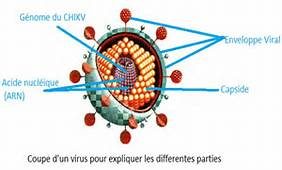 Génome du CHIKV
Enveloppe Viral
Acide nucléique
(ARN)
Capside
Coupe d'un virus pour expliquer les differentes parties